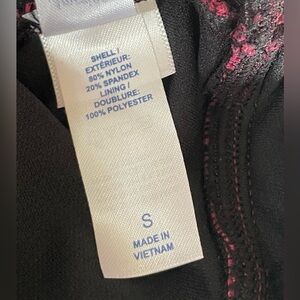 SHELL /
EXTÉRIEUR:
80% NYLON
20% SPANDEX
LINING /
DOUBLURE:
100% POLYESTER
S
MADE IN
VIETNAM